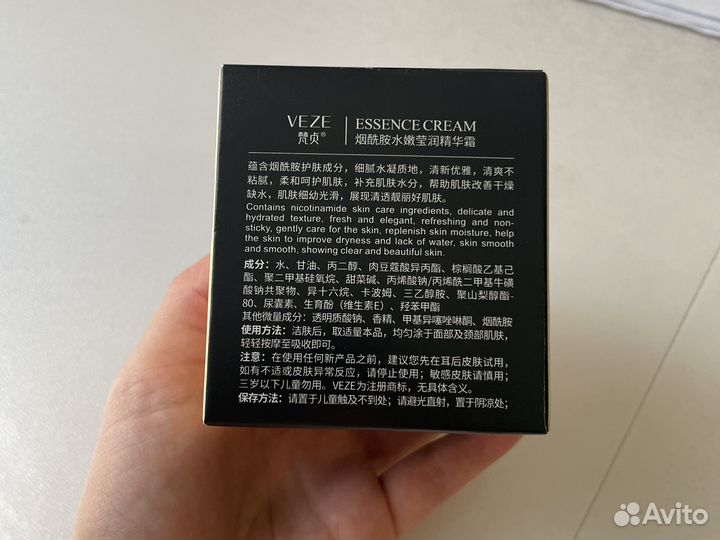 VEZE
梵贞®
ESSENCE CREAM
烟酰胺水嫩莹润精华霜
蕴含烟酰胺护肤成分，细腻水凝质地，清新优雅，清爽不
粘腻，柔和呵护肌肤，补充肌肤水分，帮助肌肤改善干燥
缺水，肌肤细幼光滑，展现清透靓丽好肌肤。
Contains nicotinamide skin care ingredients, delicate and
hydrated texture, fresh and elegant, refreshing and non-
sticky, gently care for the skin, replenish skin moisture, help
the skin to improve dryness and lack of water, skin smooth
and smooth, showing clear and beautiful skin.
成分：水、甘油、丙二醇、肉豆蔻酸异丙酯、棕榈酸乙基己
酯、聚二甲基硅氧烷、甜菜碱、丙烯酸钠/丙烯酰二甲基牛磺
酸钠共聚物、异十六烷、卡波姆、三乙醇胺、聚山梨醇酯-
80、尿囊素、生育酚（维生素E）、羟苯甲酯
其他微量成分：透明质酸钠、香精、甲基异噻唑啉酮、烟酰胺
使用方法：洁肤后，取适量本品，均匀涂于面部及颈部肌肤，
轻轻按摩至吸收即可。
注意：在使用任何新产品之前，建议您先在耳后皮肤试用，
如有不适或皮肤异常反应，请停止使用；敏感皮肤请慎用；
三岁以下儿童勿用。VEZE为注册商标，无具体含义。
保存方法：请置于儿童触及不到处；请避光直射，置于阴凉处；
Avito